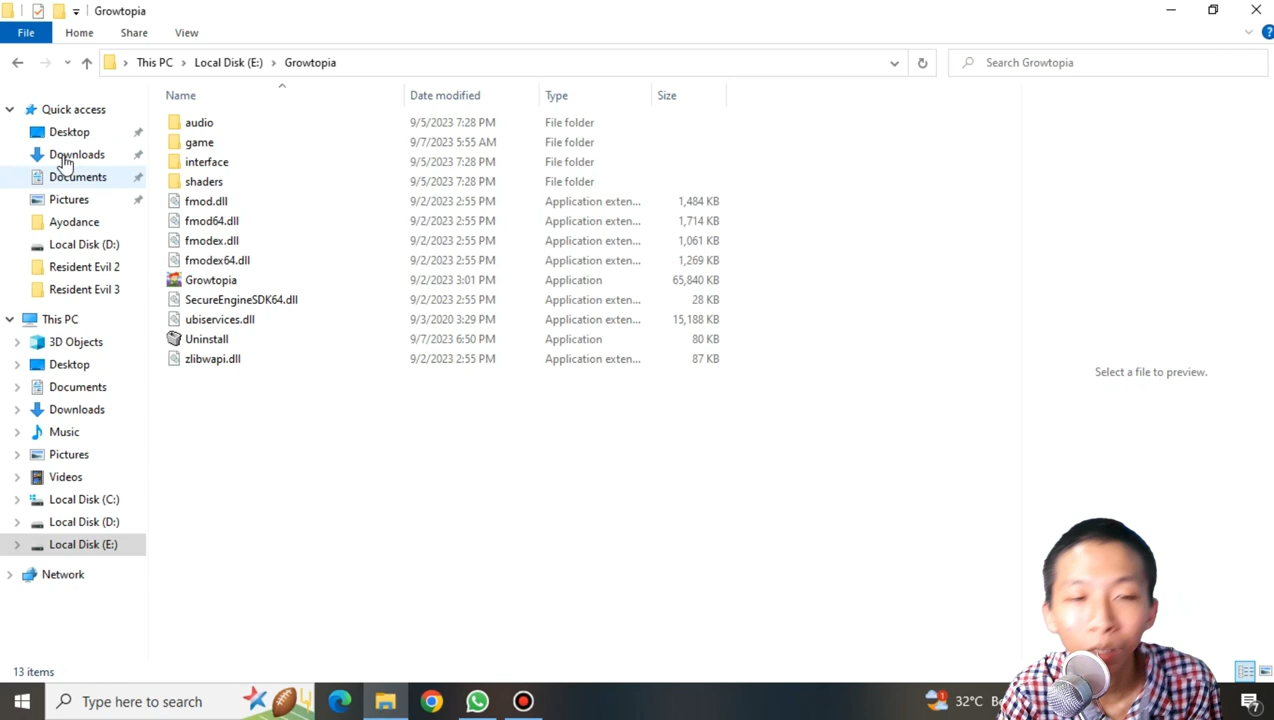 Growtopia
File Home Share View
This PC Local Disk (E:) Growtopia
Search Growtopia
Name Date modified Type Size
Quick access
Desktop
Downloads
Documents
Pictures
Ayodance
Local Disk (D:)
Resident Evil 2
Resident Evil 3
This PC
3D Objects
Desktop
Documents
Downloads
Music
Pictures
Videos
Local Disk (C:)
Local Disk (D:)
Local Disk (E:)
Network
audio 9/5/2023 7:28 PM File folder
game 9/7/2023 5:55 AM File folder
interface 9/5/2023 7:28 PM File folder
shaders 9/5/2023 7:28 PM File folder
fmod.dll 9/2/2023 2:55 PM Application exten... 1,484 KB
fmod64.dll 9/2/2023 2:55 PM Application exten... 1,714 KB
fmodex.dll 9/2/2023 2:55 PM Application exten... 1,061 KB
fmodex64.dll 9/2/2023 2:55 PM Application exten... 1,269 KB
Growtopia 9/2/2023 3:01 PM Application 65,840 KB
SecureEngineSDK64.dll 9/2/2023 2:55 PM Application exten... 28 KB
ubiservices.dll 9/3/2020 3:29 PM Application exten... 15,188 KB
Uninstall 9/7/2023 6:50 PM Application 80 KB
zlibwapi.dll 9/2/2023 2:55 PM Application exten... 87 KB
Select a file to preview.
13 items
Type here to search
32°C
7